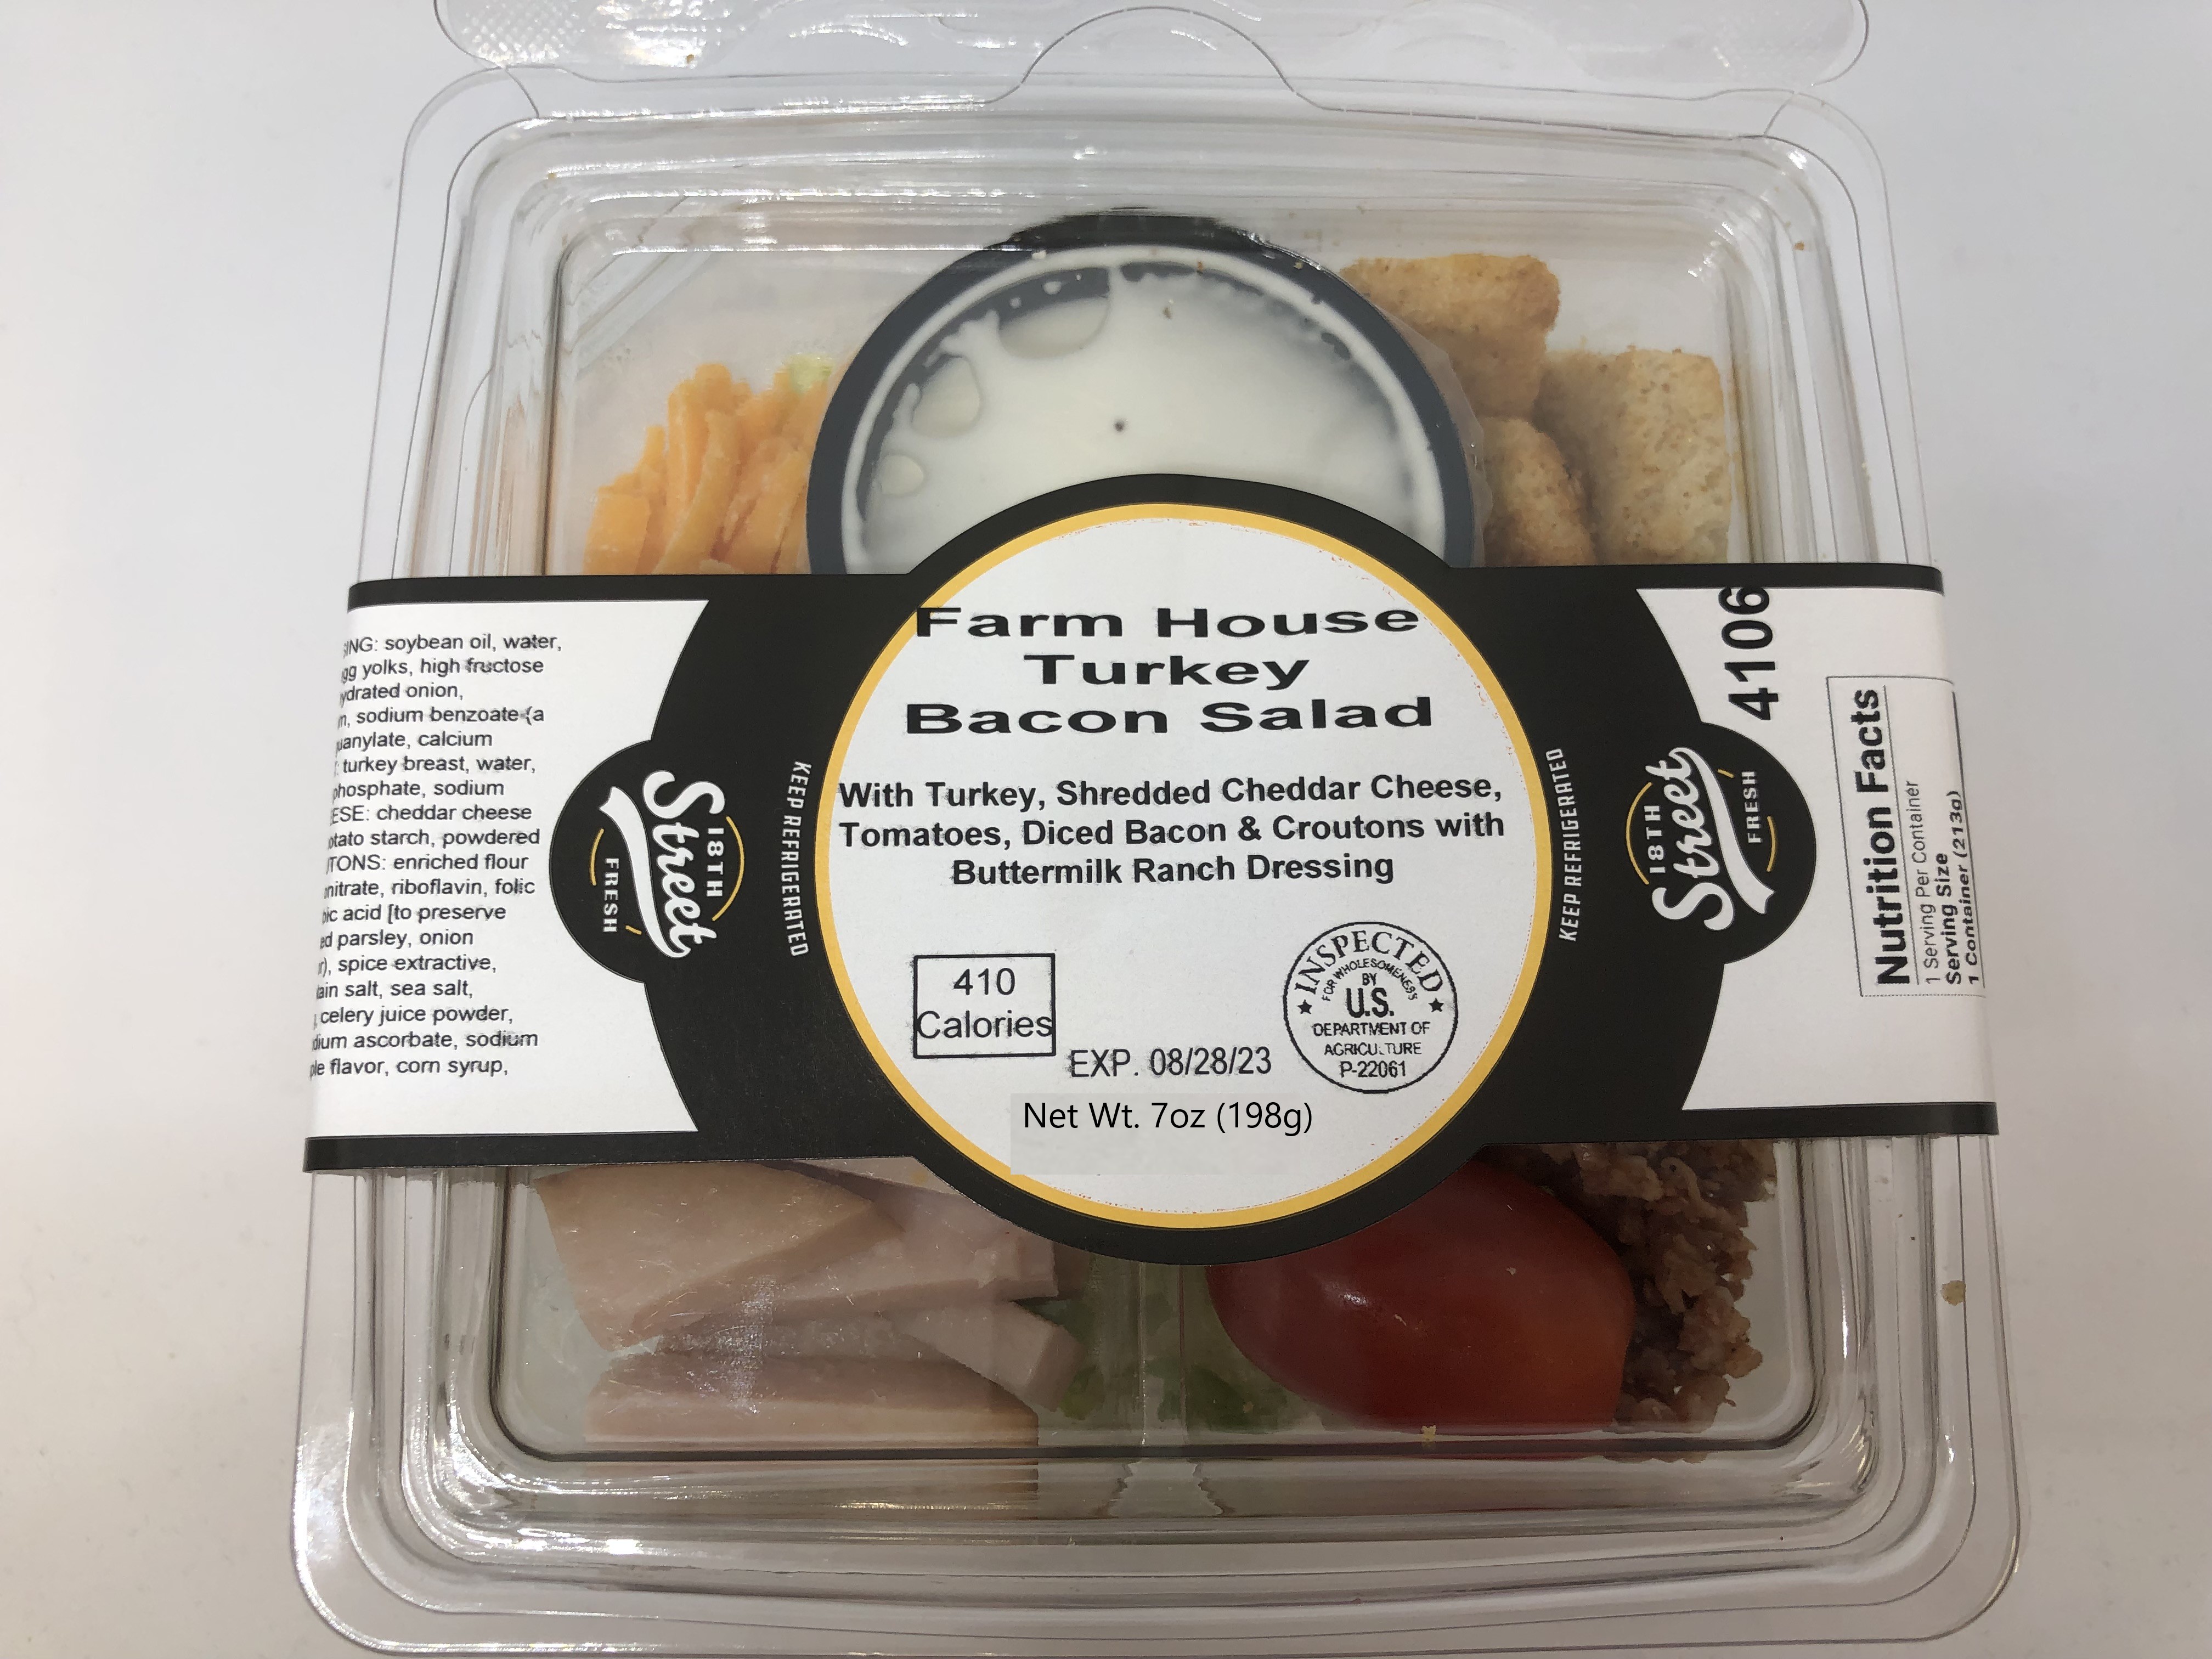 Farm House
Turkey
Bacon Salad
With Turkey, Shredded Cheddar Cheese,
Tomatoes, Diced Bacon & Croutons with
Buttermilk Ranch Dressing
410
Calories
EXP. 08/28/23
Net Wt. 7oz (198g)
INSPECTED
FOR WHOLESOMENESS
BY
U.S.
DEPARTMENT OF
AGRICULTURE
P-22061
KEEP REFRIGERATED
KEEP REFRIGERATED
18TH
Street
FRESH
18TH
Street
FRESH
4106
Nutrition Facts
1 Serving Per Container
Serving Size
1 Container (213g)
ING: soybean oil, water,
gg yolks, high fructose
ydrated onion,
m, sodium benzoate (a
uanylate, calcium
: turkey breast, water,
phosphate, sodium
ESE: cheddar cheese
otato starch, powdered
TONS: enriched flour
nitrate, riboflavin, folic
bic acid [to preserve
ed parsley, onion
r), spice extractive,
ain salt, sea salt,
, celery juice powder,
dium ascorbate, sodium
ple flavor, corn syrup,